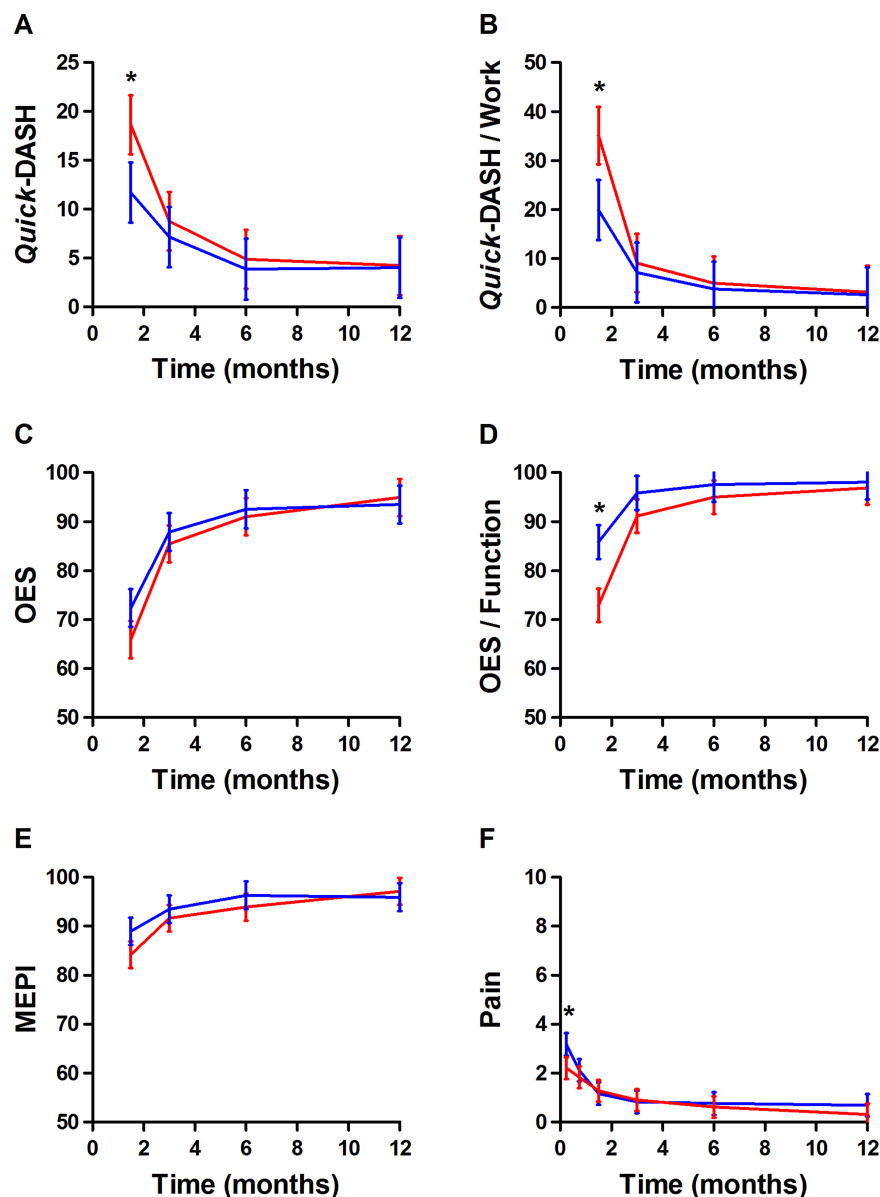 A
B
25
20
15
10
5
0
Quick-DASH
*
0 2 4 6 8 10 12
Time (months)
50
40
30
20
10
0
Quick-DASH / Work
*
0 2 4 6 8 10 12
Time (months)
C
D
100
90
80
70
60
50
OES
0 2 4 6 8 10 12
Time (months)
100
90
80
70
60
50
OES / Function
*
0 2 4 6 8 10 12
Time (months)
E
F
100
90
80
70
60
50
MEPI
0 2 4 6 8 10 12
Time (months)
10
8
6
4
2
0
Pain
*
0 2 4 6 8 10 12
Time (months)